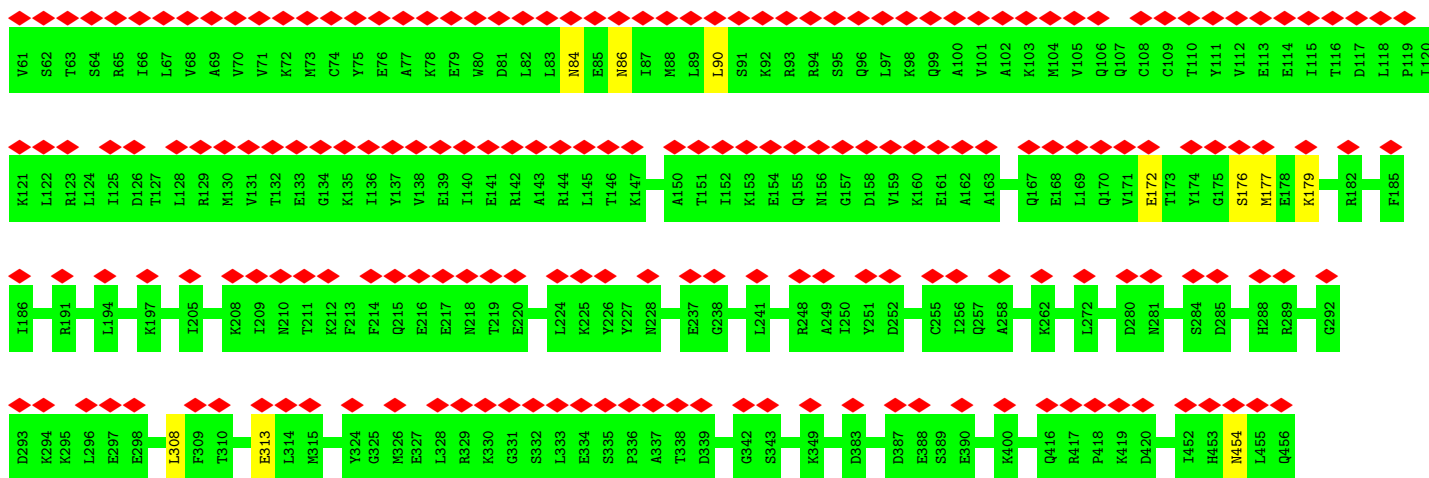 V61 S62 T63 S64 R65 I66 L67 V68 A69 V70 V71 K72 M73 C74 Y75 E76 A77 K78 E79 W80 D81 L82 L83 N84 E85 N86 I87 M88 L89 L90 S91 K92 R93 R94 S95 Q96 L97 K98 Q99 A100 V101 A102 K103 M104 V105 Q106 Q107 C108 C109 T110 Y111 V112 E113 E114 I115 T116 D117 L118 P119 I120
K121 L122 R123 L124 I125 D126 T127 L128 R129 M130 V131 T132 E133 G134 K135 I136 Y137 V138 E139 I140 E141 R142 A143 R144 L145 T146 K147 A150 T151 I152 K153 E154 Q155 N156 G157 D158 V159 K160 E161 A162 A163 Q167 E168 L169 Q170 V171 E172 T173 Y174 G175 S176 M177 E178 K179 R182 F185
I186 R191 L194 K197 I205 K208 I209 N210 T211 K212 F213 F214 Q215 E216 E217 N218 T219 E220 L224 K225 Y226 Y227 N228 E237 G238 L241 R248 A249 I250 Y251 D252 C255 I256 Q257 A258 K262 L272 D280 N281 S284 D285 H288 R289 G292
D293 K294 K295 L296 E297 E298 L308 F309 T310 E313 L314 M315 Y324 G325 M326 E327 L328 R329 K330 G331 S332 L333 E334 S335 P336 A337 T338 D339 G342 S343 K349 D383 D387 E388 S389 E390 K400 Q416 R417 P418 K419 D420 I452 H453 N454 L455 Q456